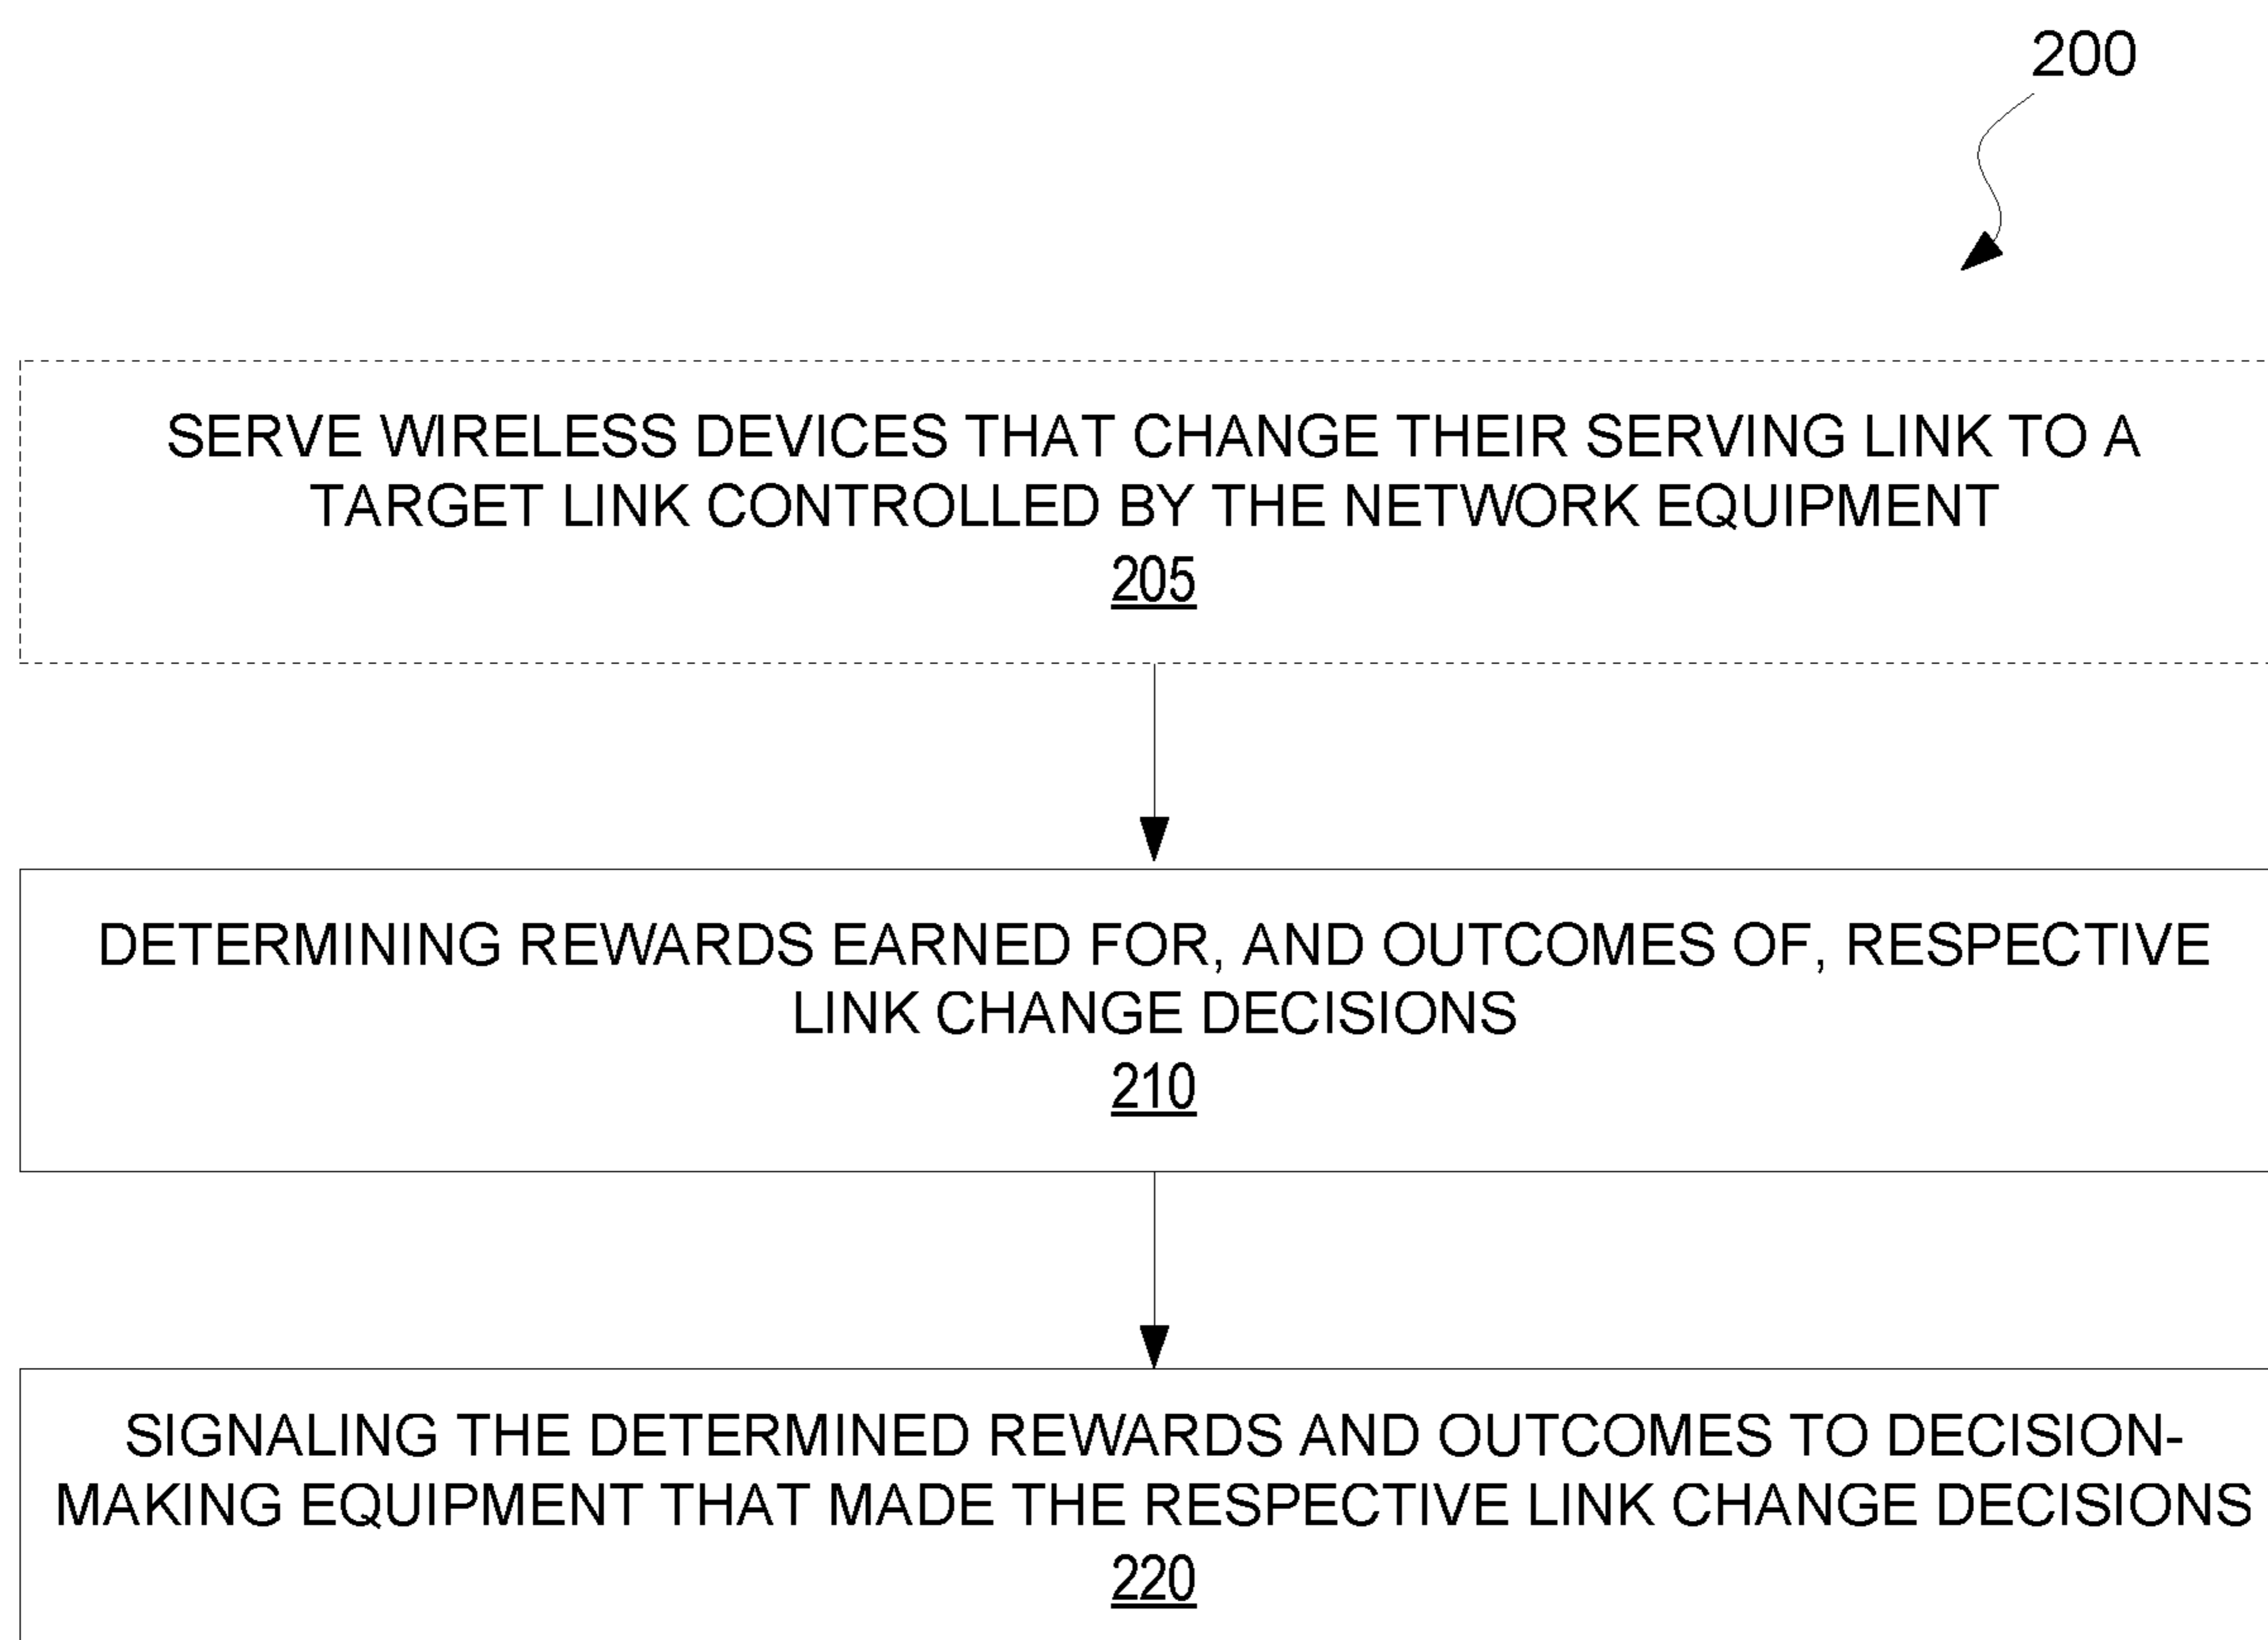 200
SERVE WIRELESS DEVICES THAT CHANGE THEIR SERVING LINK TO A
TARGET LINK CONTROLLED BY THE NETWORK EQUIPMENT
205
DETERMINING REWARDS EARNED FOR, AND OUTCOMES OF, RESPECTIVE
LINK CHANGE DECISIONS
210
SIGNALING THE DETERMINED REWARDS AND OUTCOMES TO DECISION-
MAKING EQUIPMENT THAT MADE THE RESPECTIVE LINK CHANGE DECISIONS
220